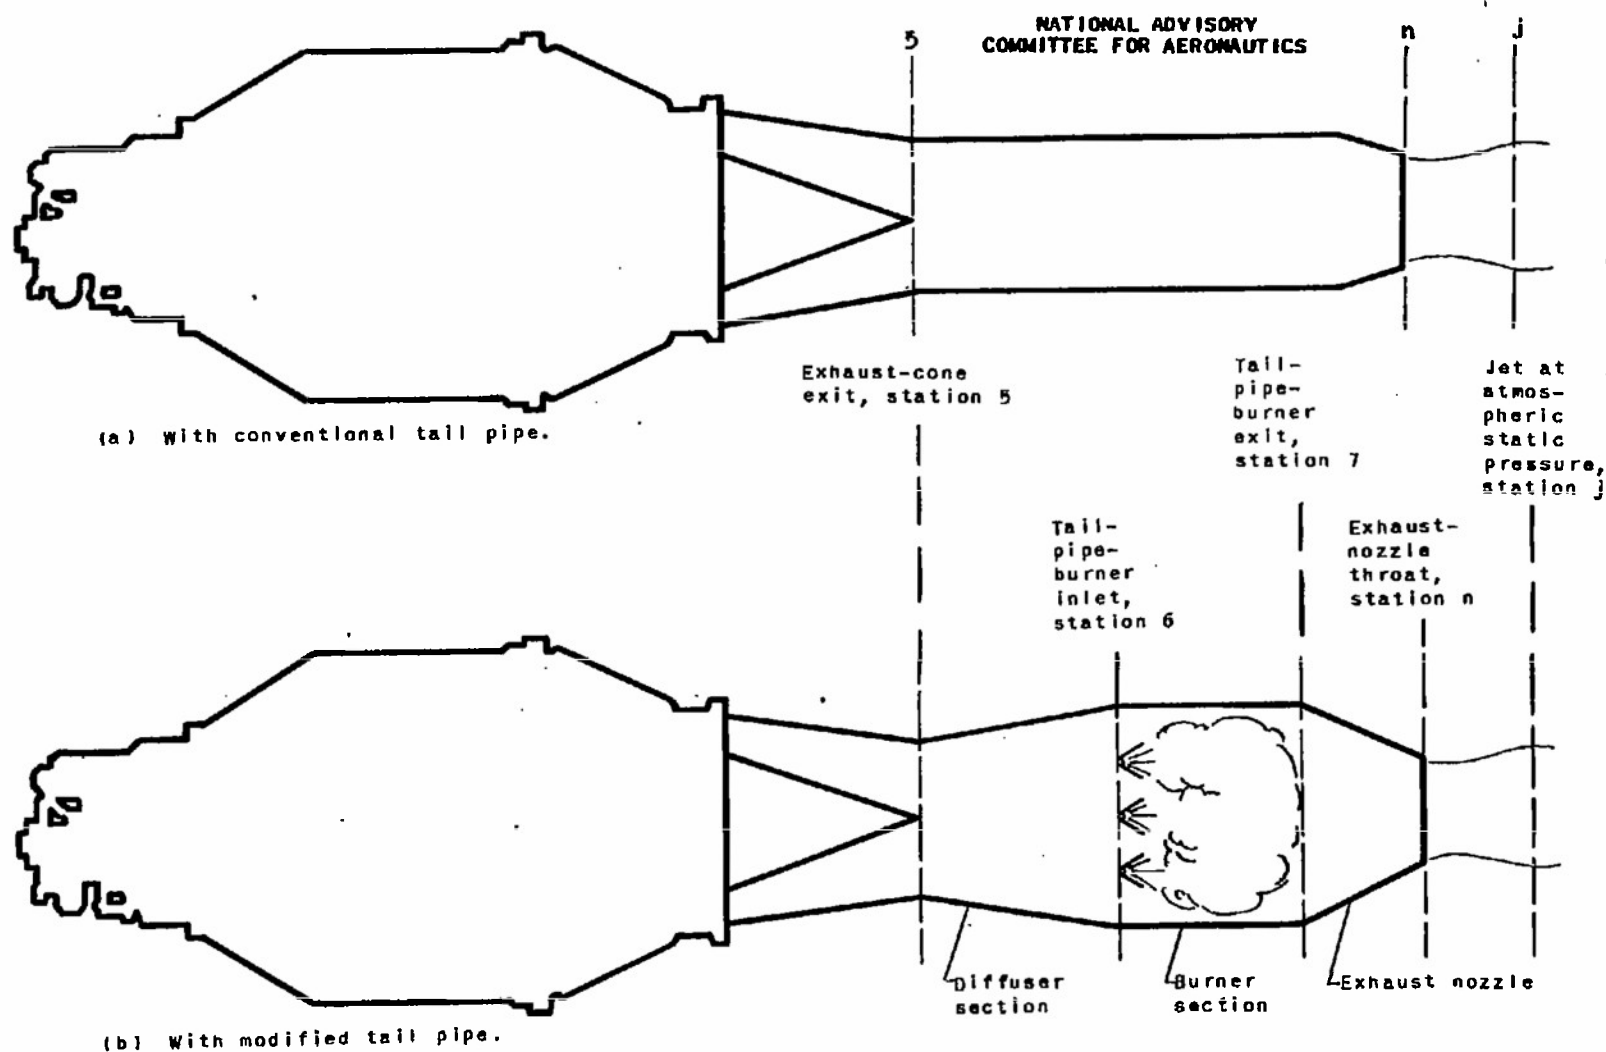 NATIONAL ADVISORY
COMMITTEE FOR AERONAUTICS
5
n
j
Exhaust-cone
exit, station 5
Tail-
pipe-
burner
exit,
station 7
Jet at
atmos-
pheric
static
pressure,
station j
(a) With conventional tail pipe.
Tail-
pipe-
burner
inlet,
station 6
Exhaust-
nozzle
throat,
station n
Diffuser
section
Burner
section
Exhaust nozzle
(b) With modified tail pipe.